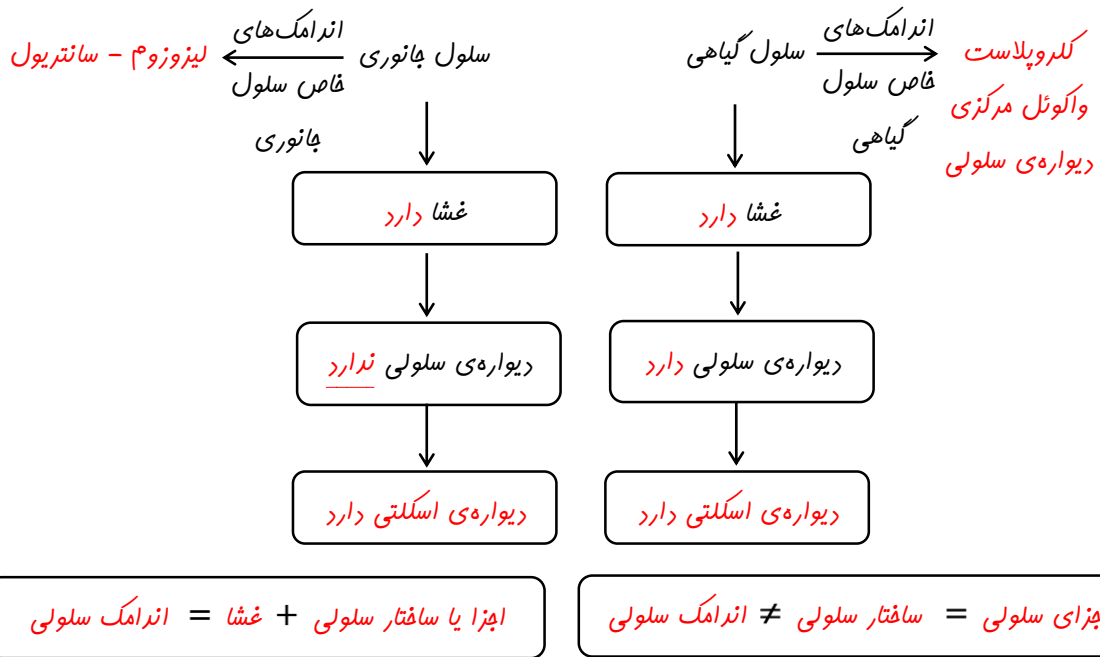 سلول گیاهی
اندامک‌های
خاص سلول
گیاهی
کلروپلاست
واکوئل مرکزی
دیواره‌ی سلولی
غشا دارد
دیواره‌ی سلولی دارد
دیواره‌ی اسکلتی دارد
سلول جانوری
اندامک‌های
خاص سلول
جانوری
لیزوزوم - سانتریول
غشا دارد
دیواره‌ی سلولی ندارد
دیواره‌ی اسکلتی دارد
جزای سلولی = ساختار سلولی ≠ اندامک سلولی
اجزا یا ساختار سلولی + غشا = اندامک سلولی